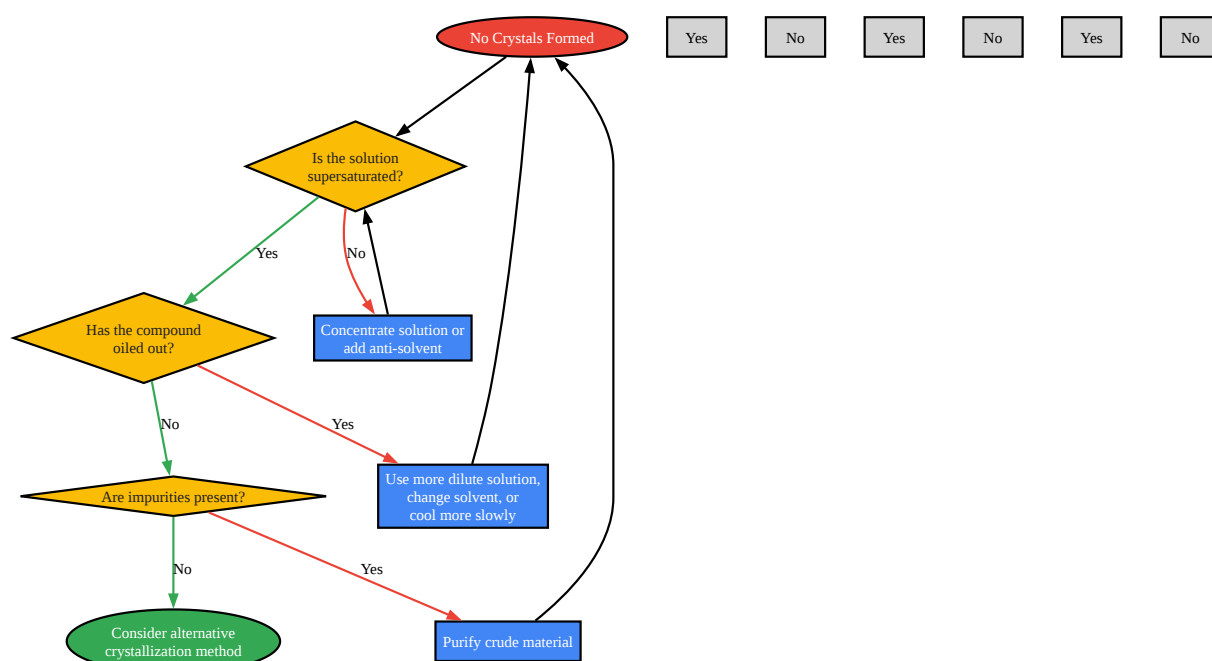 No Crystals Formed
Yes
No
Yes
No
Yes
No
Is the solution
supersaturated?
Yes
No
Has the compound
oiled out?
Concentrate solution or
add anti-solvent
No
Yes
Are impurities present?
Use more dilute solution,
change solvent, or
cool more slowly
No
Yes
Consider alternative
crystallization method
Purify crude material